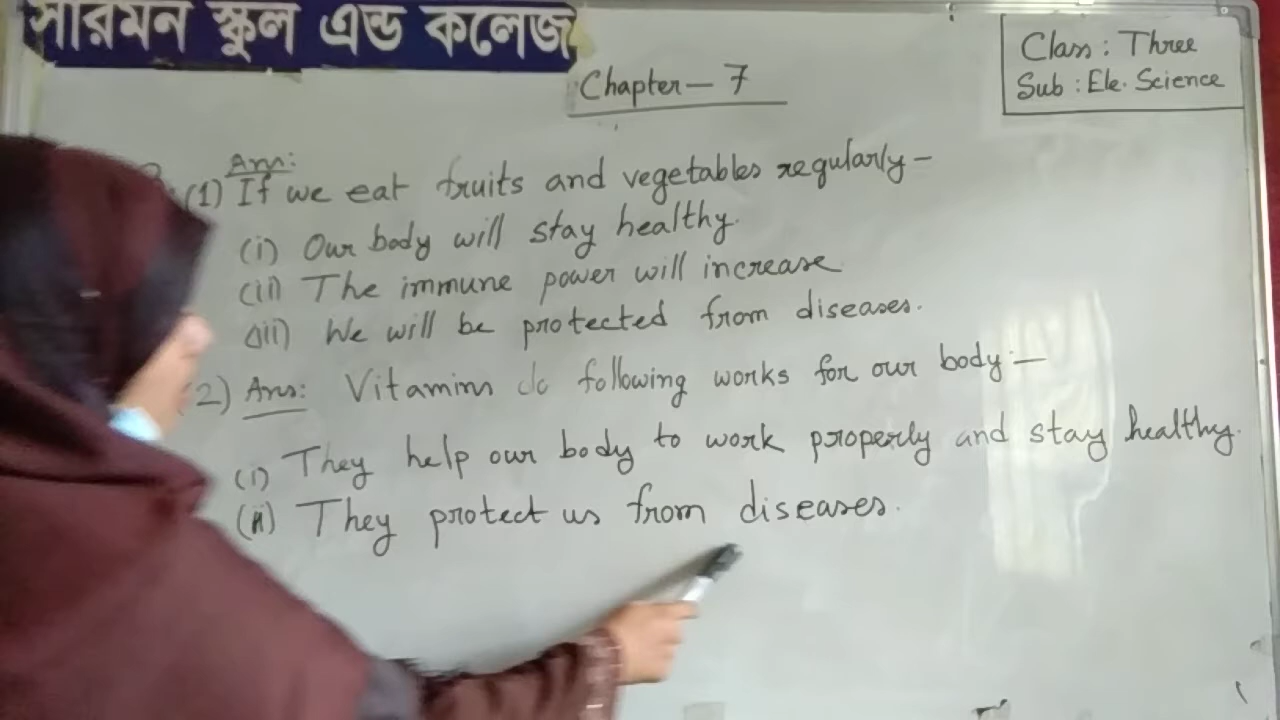 সারমন স্কুল এন্ড কলেজ
Chapter - 7
Class : Three
Sub : Ele. Science
Ans:
(1) If we eat fruits and vegetables regularly -
(i) Our body will stay healthy.
(ii) The immune power will increase
(iii) We will be protected from diseases.
(2) Ans: Vitamins do following works for our body :-
(i) They help our body to work properly and stay healthy.
(ii) They protect us from diseases.